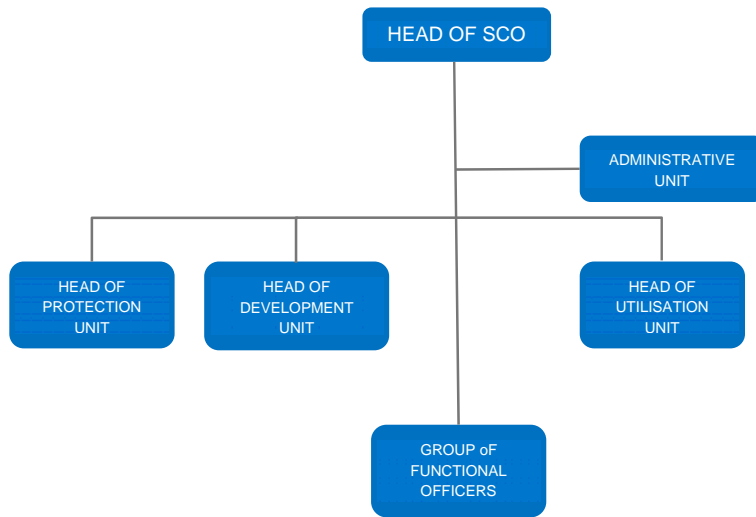 HEAD OF SCO
ADMINISTRATIVE
UNIT
HEAD OF
PROTECTION
UNIT
HEAD OF
DEVELOPMENT
UNIT
HEAD OF
UTILISATION
UNIT
GROUP oF
FUNCTIONAL
OFFICERS